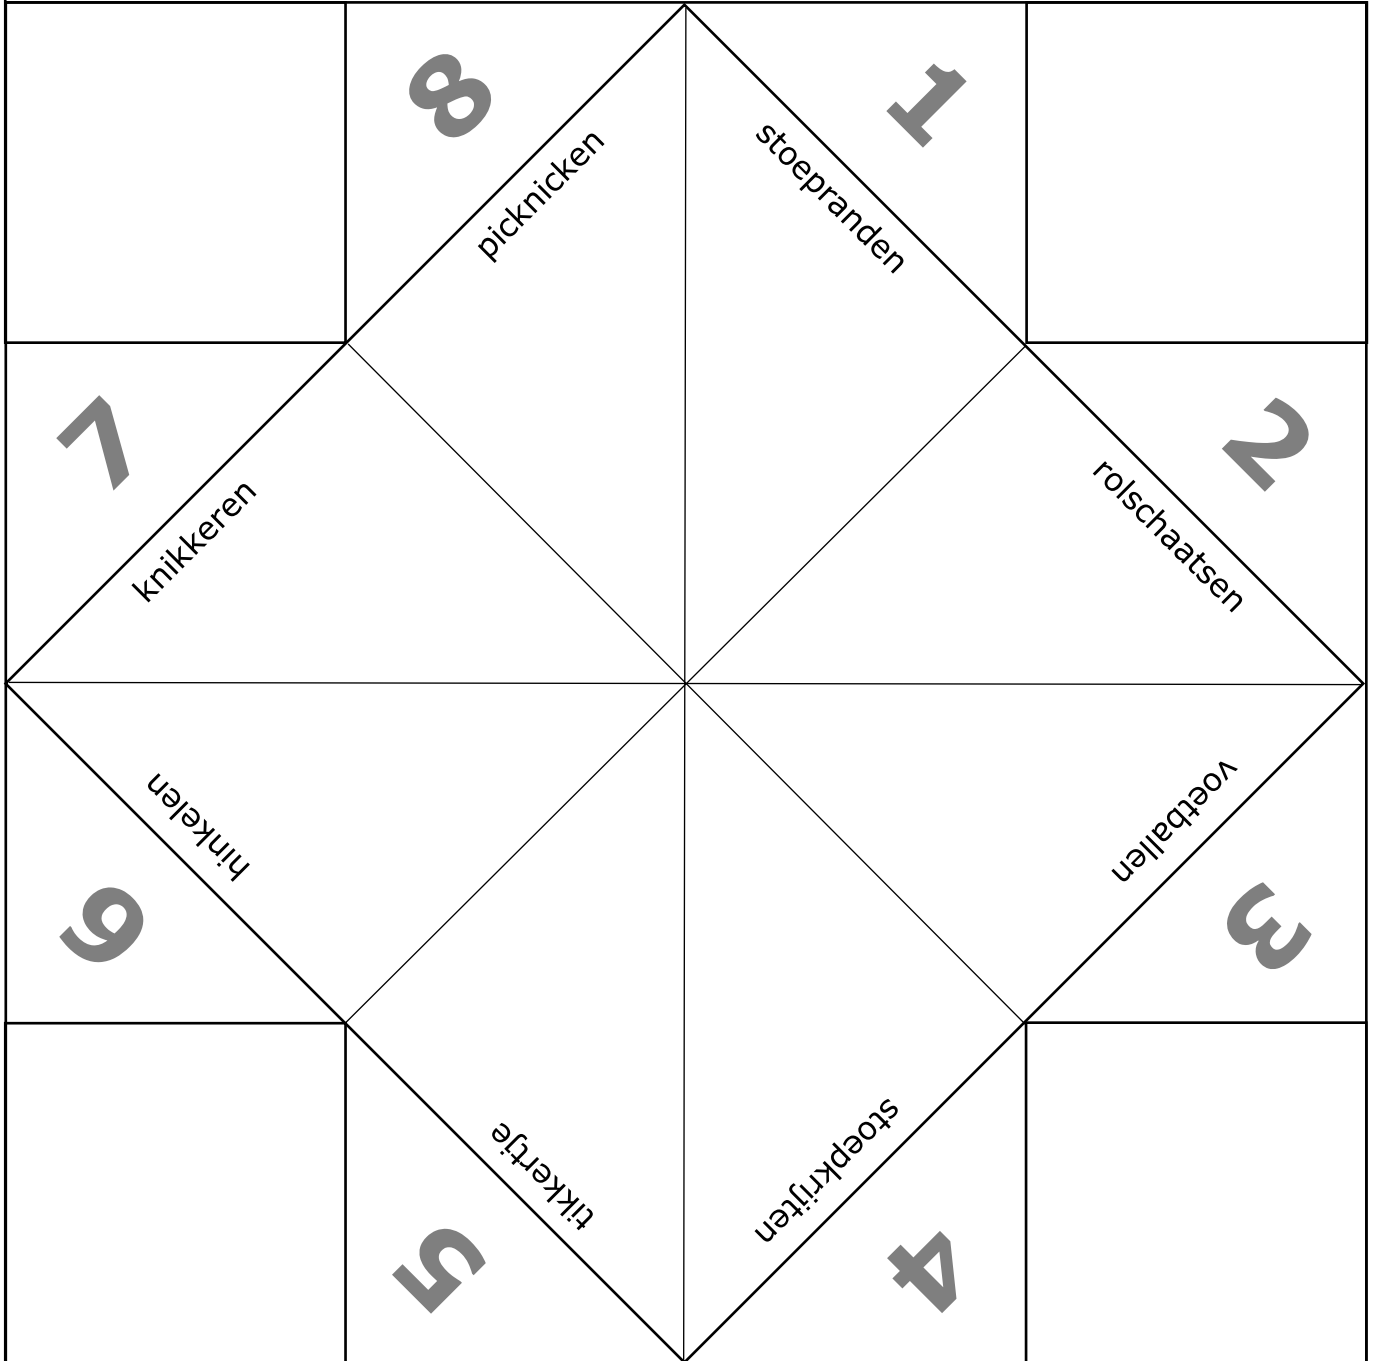 8
1
picknicken
stoepranden
7
2
knikkeren
rolschaatsen
hinkelen
voetballen
6
3
tikkertje
stoepkrijten
5
4